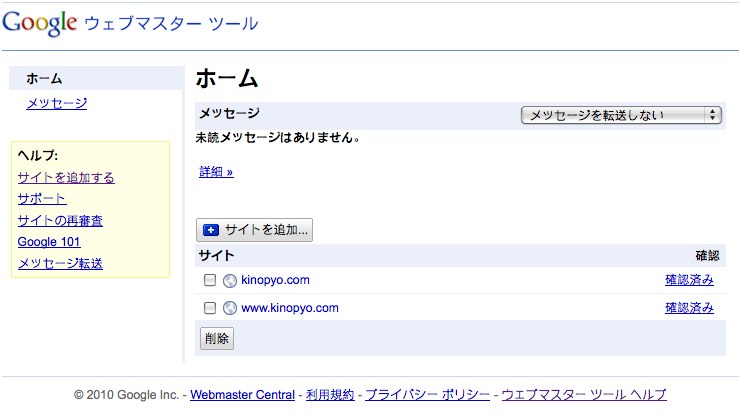 Google ウェブマスター ツール
ホーム
メッセージ
ヘルプ:
サイトを追加する
サポート
サイトの再審査
Google 101
メッセージ転送
ホーム
メッセージ
メッセージを転送しない
未読メッセージはありません。
詳細 »
サイトを追加...
サイト 確認
kinopyo.com 確認済み
www.kinopyo.com 確認済み
削除
© 2010 Google Inc. - Webmaster Central - 利用規約 - プライバシー ポリシー - ウェブマスター ツール ヘルプ